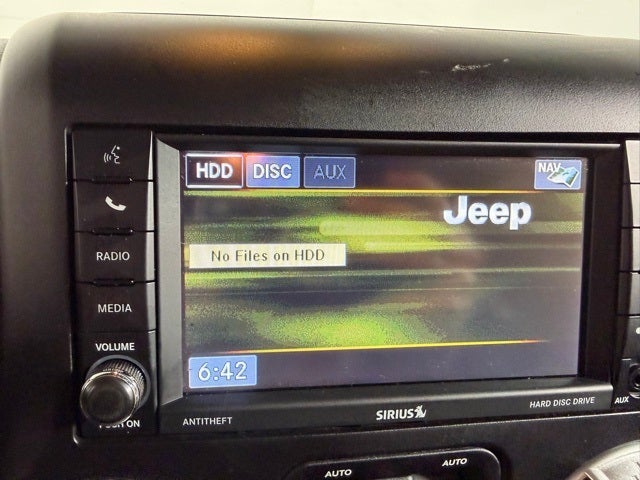 HDD DISC AUX NAV
Jeep
No Files on HDD
RADIO
MEDIA
VOLUME
6:42
PUSH ON
ANTITHEFT
SIRIUS
HARD DISC DRIVE
AUX
AUTO
AUTO